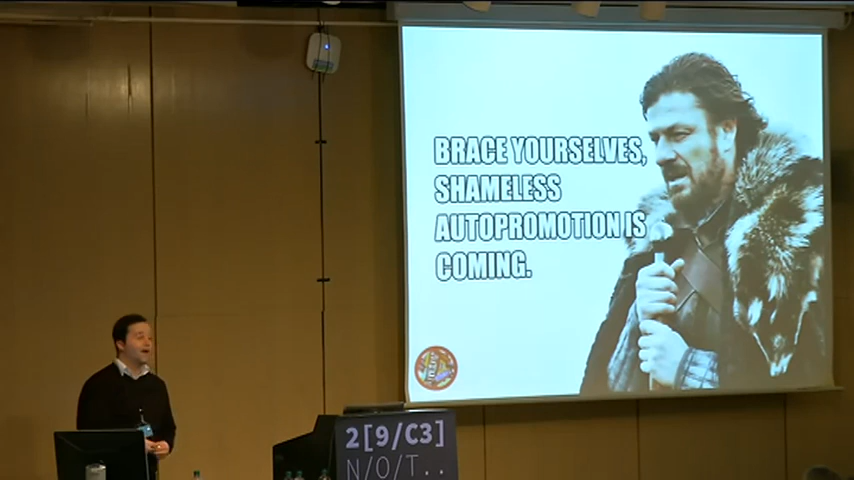 BRACE YOURSELVES,
SHAMELESS
AUTOPROMOTION IS
COMING.
2[9/C3]
N/O/T..